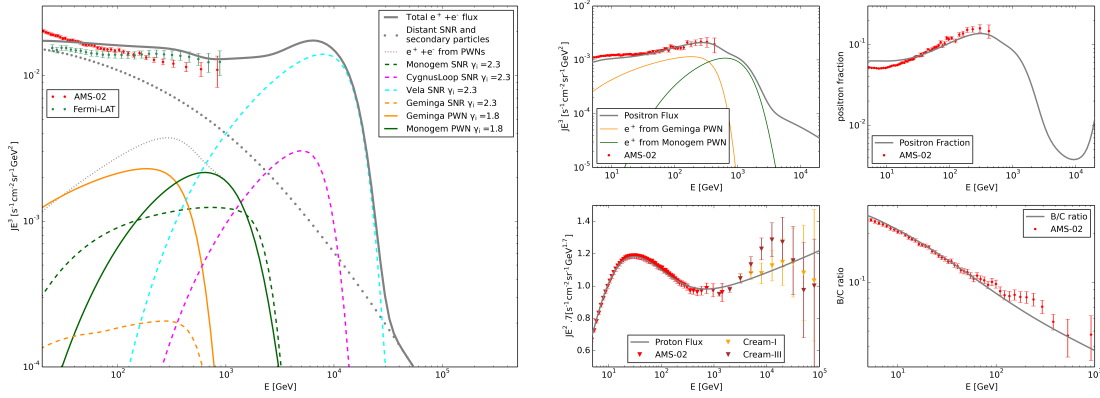 JE³ [s⁻¹cm⁻²sr⁻¹GeV²]
10⁻²
10⁻³
10⁻⁴
10²
10³
10⁴
10⁵
E [GeV]
AMS-02
Fermi-LAT
Total e⁺ +e⁻ flux
Distant SNR and
secondary particles
e⁺ +e⁻ from PWNs
Monogem SNR γᵢ =2.3
CygnusLoop SNR γᵢ =2.3
Vela SNR γᵢ =2.3
Geminga SNR γᵢ =2.3
Geminga PWN γᵢ =1.8
Monogem PWN γᵢ =1.8
JE³ [s⁻¹cm⁻²sr⁻¹GeV²]
10⁻²
10⁻³
10⁻⁴
10⁻⁵
10¹
10²
10³
10⁴
E [GeV]
Positron Flux
e⁺ from Geminga PWN
e⁺ from Monogem PWN
AMS-02
positron fraction
10⁻¹
10⁻²
10¹
10²
10³
10⁴
E [GeV]
Positron Fraction
AMS-02
JE² .7[s⁻¹cm⁻²sr⁻¹GeV¹·⁷]
1.4
1.2
1.0
0.8
0.6
10¹
10²
10³
10⁴
10⁵
E [GeV]
Proton Flux
AMS-02
Cream-I
Cream-III
B/C ratio
10⁻¹
10¹
10²
10³
E [GeV]
B/C ratio
AMS-02